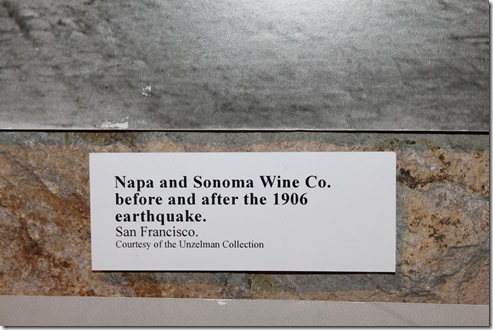 Napa and Sonoma Wine Co.
before and after the 1906
earthquake.
San Francisco.
Courtesy of the Unzelman Collection